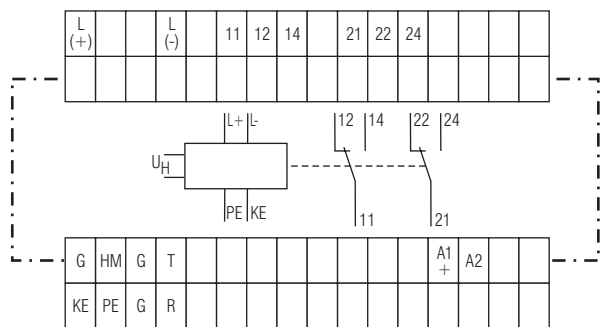 L (+) L (-) 11 12 14 21 22 24
L+ L- 12 14 22 24
UH
PE KE 11 21
G HM G T A1 + A2
KE PE G R